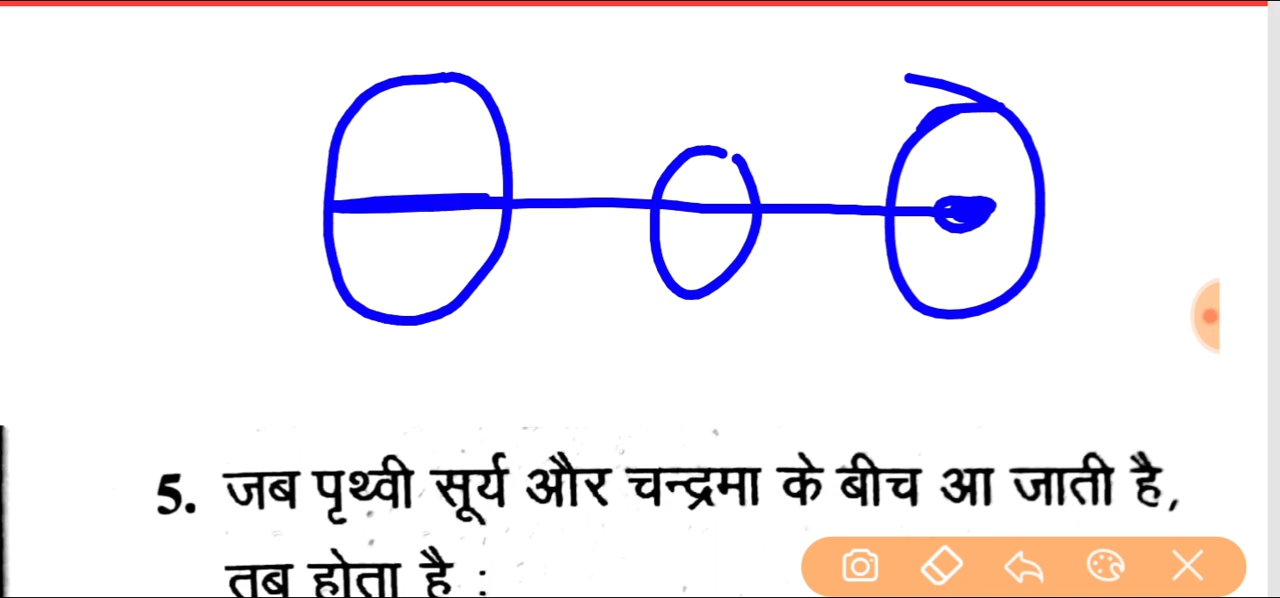 5. जब पृथ्वी सूर्य और चन्द्रमा के बीच आ जाती है,
तब होता है :